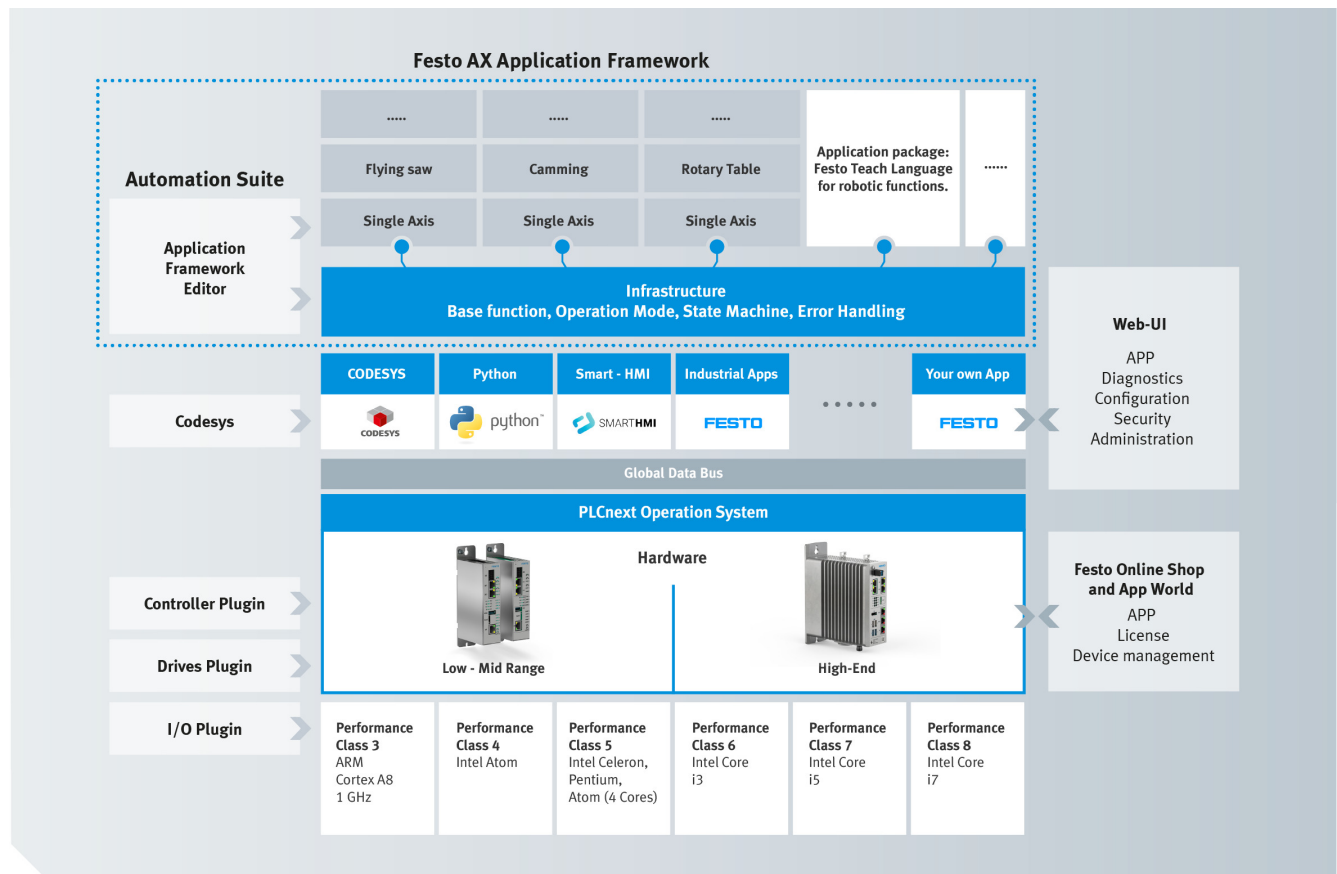 Festo AX Application Framework
Automation Suite
Application
Framework
Editor
.....
.....
.....
Flying saw
Camming
Rotary Table
Single Axis
Single Axis
Single Axis
Application package:
Festo Teach Language
for robotic functions.
......
Infrastructure
Base function, Operation Mode, State Machine, Error Handling
Codesys
CODESYS
Python
Smart - HMI
Industrial Apps
.....
Your own App
CODESYS
python™
SMARTHMI
FESTO
FESTO
Web-UI
APP
Diagnostics
Configuration
Security
Administration
Global Data Bus
PLCnext Operation System
Hardware
Low - Mid Range
High-End
Controller Plugin
Drives Plugin
I/O Plugin
Festo Online Shop
and App World
APP
License
Device management
Performance
Class 3
ARM
Cortex A8
1 GHz
Performance
Class 4
Intel Atom
Performance
Class 5
Intel Celeron,
Pentium,
Atom (4 Cores)
Performance
Class 6
Intel Core
i3
Performance
Class 7
Intel Core
i5
Performance
Class 8
Intel Core
i7